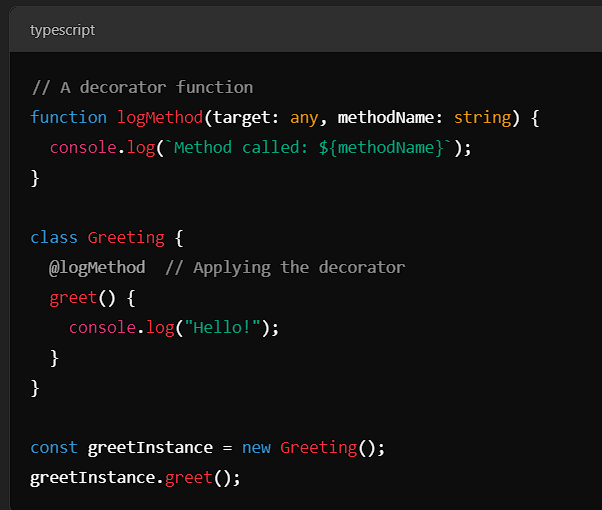 typescript
// A decorator function
function logMethod(target: any, methodName: string) {
  console.log(`Method called: ${methodName}`);
}
class Greeting {
  @logMethod  // Applying the decorator
  greet() {
    console.log("Hello!");
  }
}
const greetInstance = new Greeting();
greetInstance.greet();